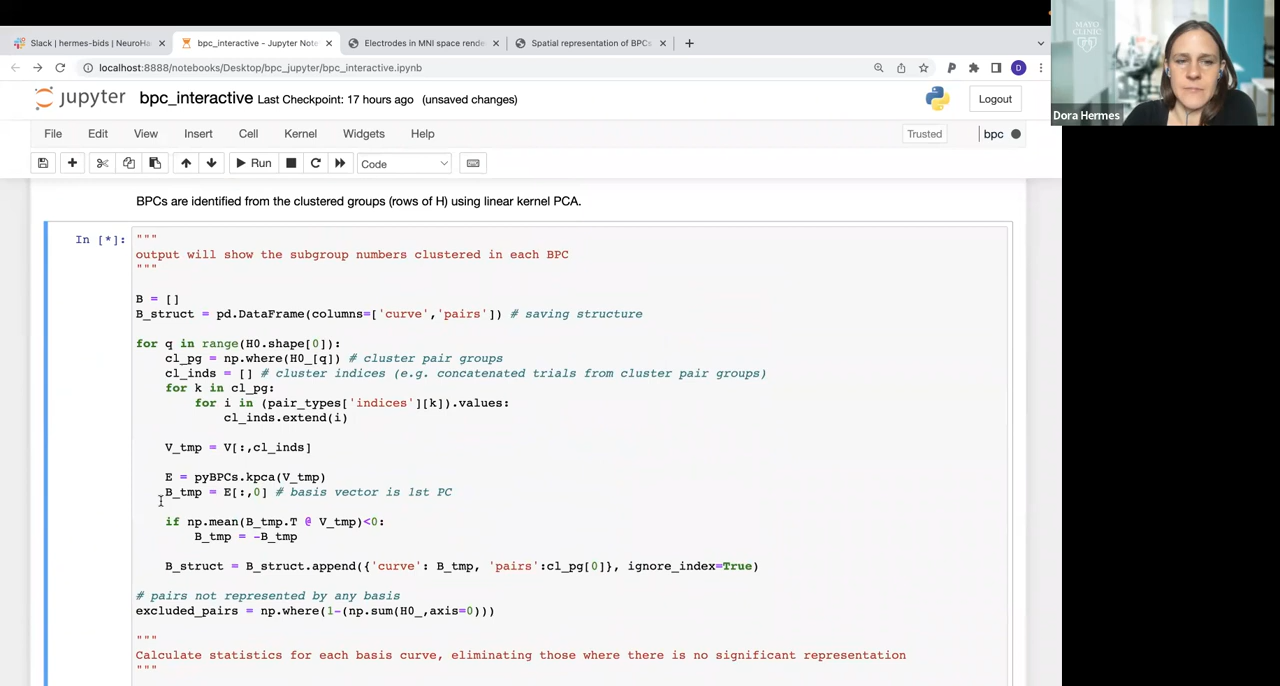 Slack | hermes-bids | NeuroHa
bpc_interactive - Jupyter Note
Electrodes in MNI space rende
Spatial representation of BPCs
localhost:8888/notebooks/Desktop/bpc_jupyter/bpc_interactive.ipynb
MAYO
CLINIC
Dora Hermes
jupyter bpc_interactive Last Checkpoint: 17 hours ago (unsaved changes)
Logout
File Edit View Insert Cell Kernel Widgets Help
Trusted
bpc
Run
Code
BPCs are identified from the clustered groups (rows of H) using linear kernel PCA.
In [*]:
"""
output will show the subgroup numbers clustered in each BPC
"""
B = []
B_struct = pd.DataFrame(columns=['curve','pairs']) # saving structure
for q in range(H0.shape[0]):
cl_pg = np.where(H0_[q]) # cluster pair groups
cl_inds = [] # cluster indices (e.g. concatenated trials from cluster pair groups)
for k in cl_pg:
for i in (pair_types['indices'][k]).values:
cl_inds.extend(i)
V_tmp = V[:,cl_inds]
E = pyBPCs.kpca(V_tmp)
B_tmp = E[:,0] # basis vector is 1st PC
if np.mean(B_tmp.T @ V_tmp)<0:
B_tmp = -B_tmp
B_struct = B_struct.append({'curve': B_tmp, 'pairs':cl_pg[0]}, ignore_index=True)
# pairs not represented by any basis
excluded_pairs = np.where(1-(np.sum(H0_,axis=0)))
"""
Calculate statistics for each basis curve, eliminating those where there is no significant representation
"""